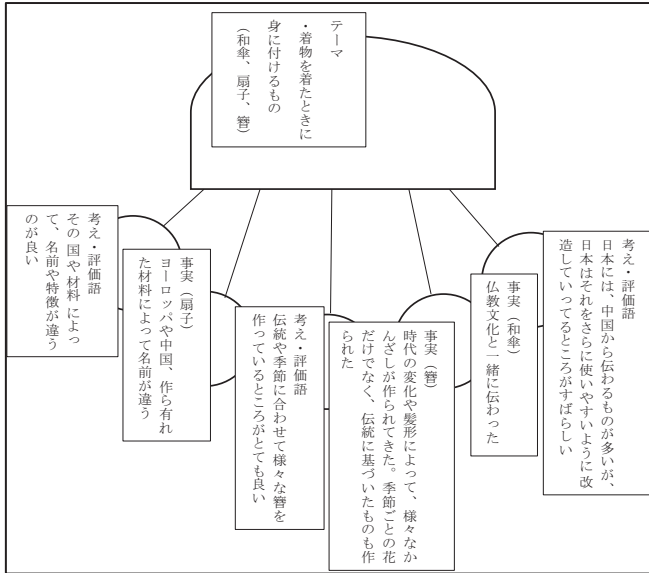 テーマ
・着物を着たときに
身に付けるもの
（和傘、扇子、簪）
考え・評価語
日本には、中国から伝わるものが多いが、
日本はそれをさらに使いやすいように改
造していってるところがすばらしい
事実（和傘）
仏教文化と一緒に伝わった
事実（簪）
時代の変化や髪形によって、様々なか
んざしが作られてきた。季節ごとの花
だけでなく、伝統に基づいたものも作
られた
考え・評価語
伝統や季節に合わせて様々な簪を
作っているところがとても良い
事実（扇子）
ヨーロッパや中国、作ら有れ
た材料によって名前が違う
考え・評価語
その国や材料によっ
て、名前や特徴が違う
のが良い